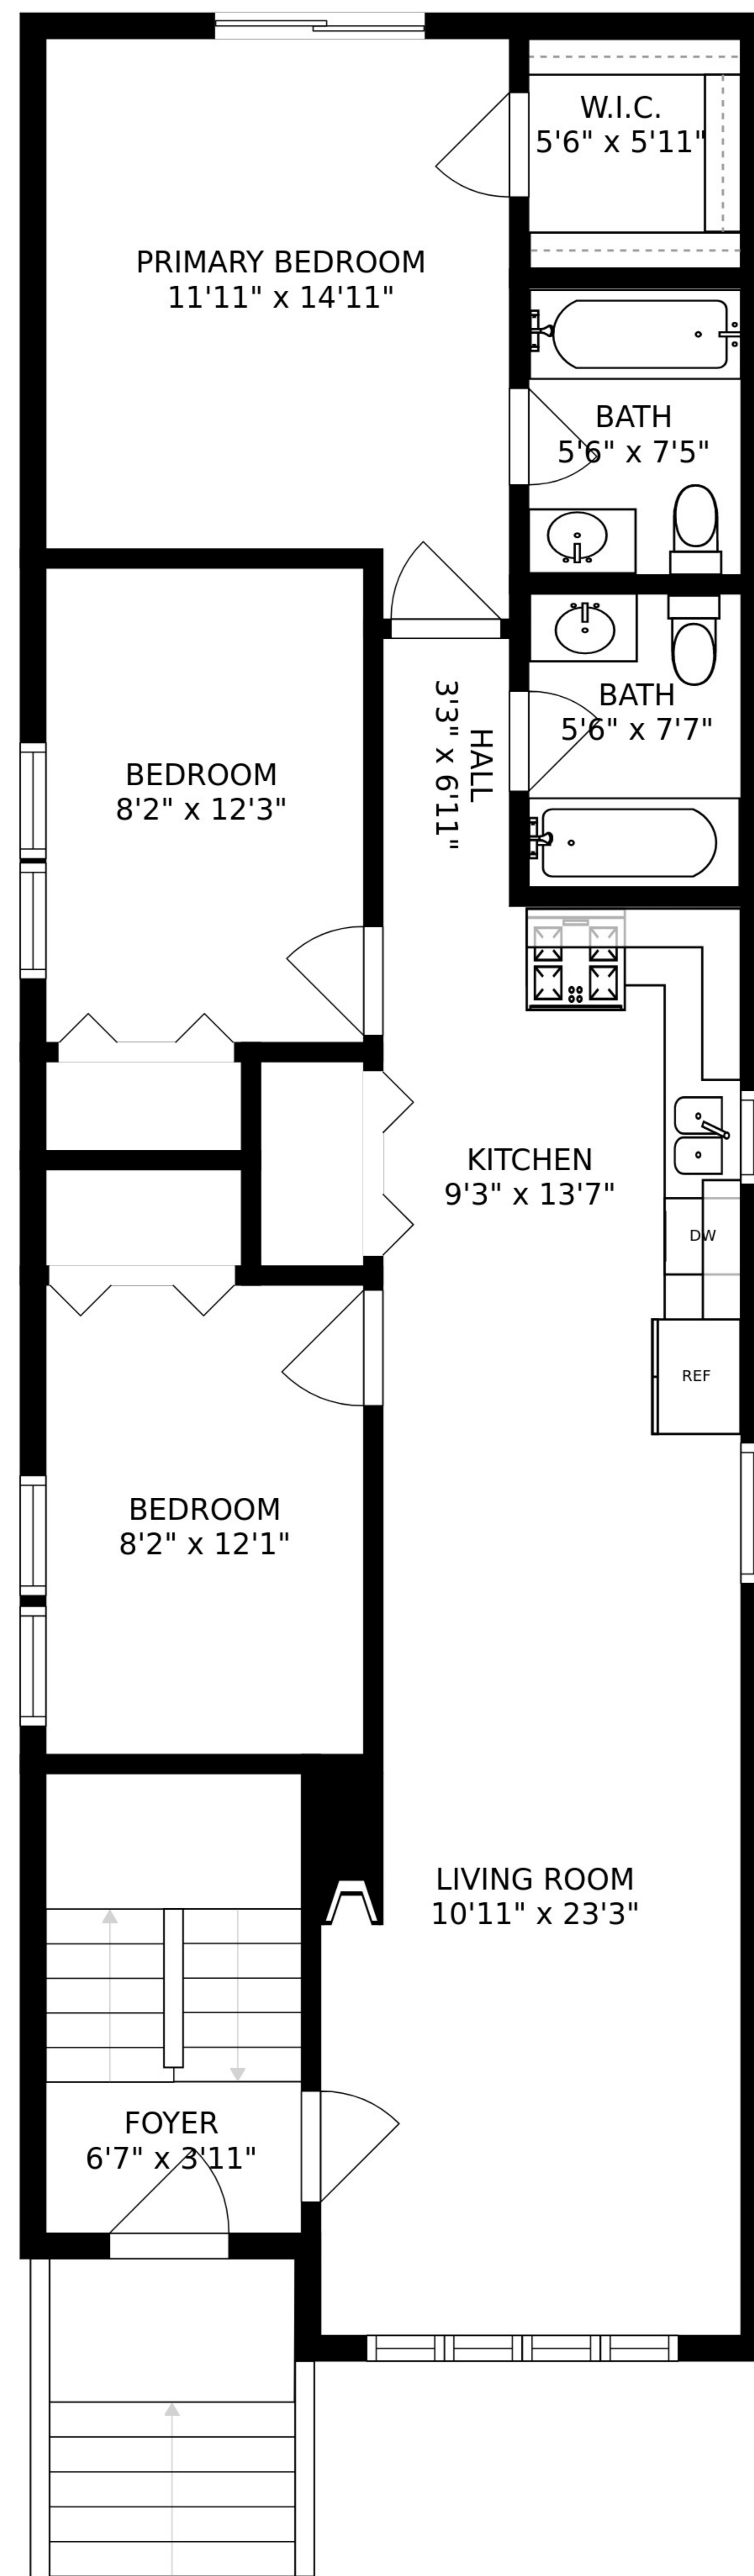 W.I.C.
5'6" x 5'11"
PRIMARY BEDROOM
11'11" x 14'11"
BATH
5'6" x 7'5"
BATH
5'6" x 7'7"
HALL
3'3" x 6'11"
BEDROOM
8'2" x 12'3"
KITCHEN
9'3" x 13'7"
DW
REF
BEDROOM
8'2" x 12'1"
LIVING ROOM
10'11" x 23'3"
FOYER
6'7" x 3'11"